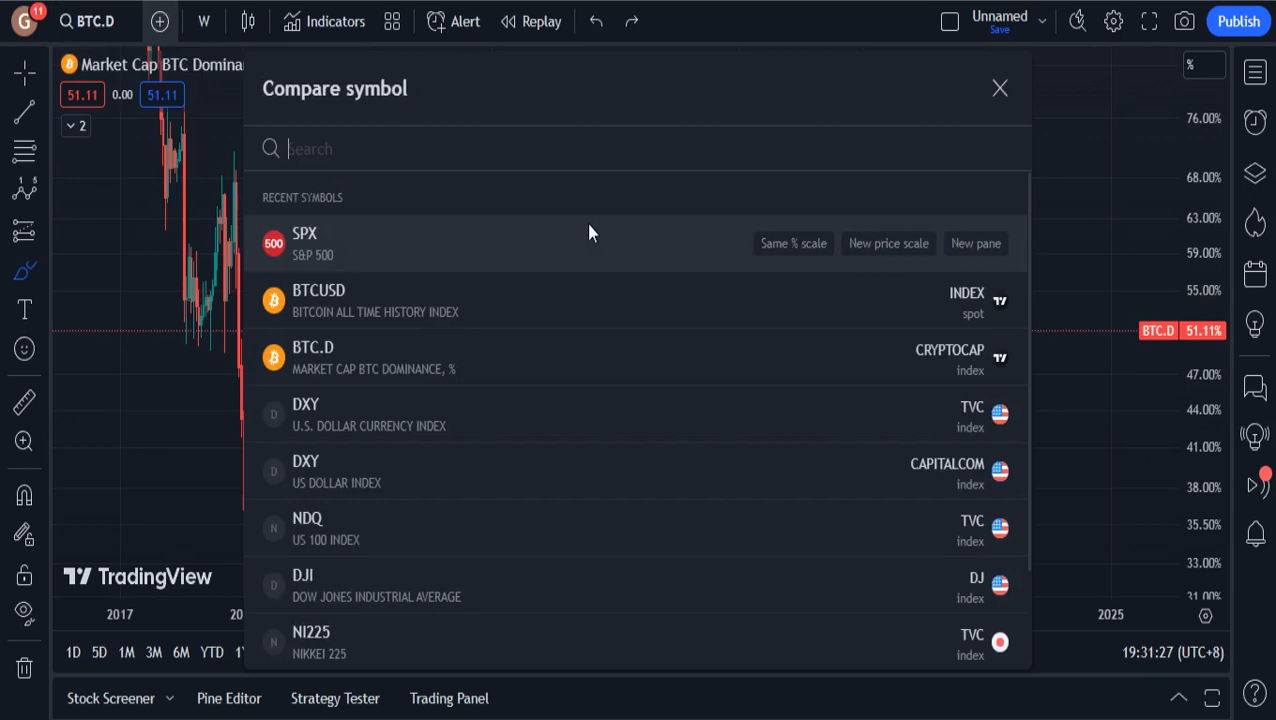 G
11
BTC.D
W
Indicators
Alert
Replay
Unnamed
Save
Publish
Market Cap BTC Domina
51.11
0.00
51.11
2
Compare symbol
Search
RECENT SYMBOLS
500
SPX
S&P 500
Same % scale
New price scale
New pane
BTCUSD
BITCOIN ALL TIME HISTORY INDEX
INDEX
spot
BTC.D
MARKET CAP BTC DOMINANCE, %
CRYPTOCAP
index
D
DXY
U.S. DOLLAR CURRENCY INDEX
TVC
index
D
DXY
US DOLLAR INDEX
CAPITALCOM
index
N
NDQ
US 100 INDEX
TVC
index
D
DJI
DOW JONES INDUSTRIAL AVERAGE
DJ
index
N
NI225
NIKKEI 225
TVC
index
%
76.00%
68.00%
63.00%
59.00%
55.00%
BTC.D 51.11%
47.00%
44.00%
41.00%
38.00%
35.50%
33.00%
31.00%
TradingView
2017
20
2025
1D 5D 1M 3M 6M YTD 1Y
19:31:27 (UTC+8)
Stock Screener
Pine Editor
Strategy Tester
Trading Panel